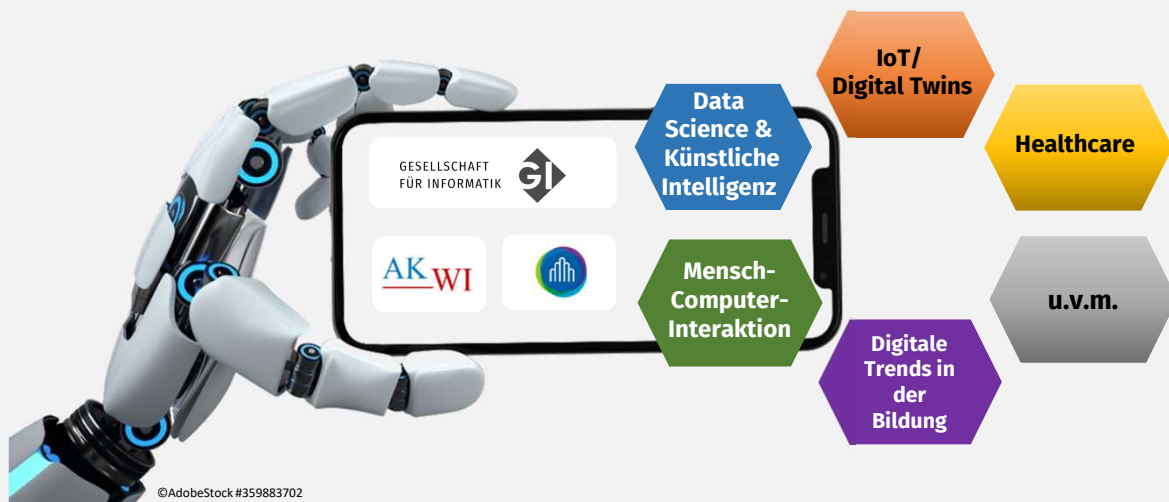 GESELLSCHAFT
FÜR INFORMATIK
GI
AK
WI
Data
Science &
Künstliche
Intelligenz
IoT/
Digital Twins
Healthcare
Mensch-
Computer-
Interaktion
u.v.m.
Digitale
Trends in
der
Bildung
©AdobeStock #359883702